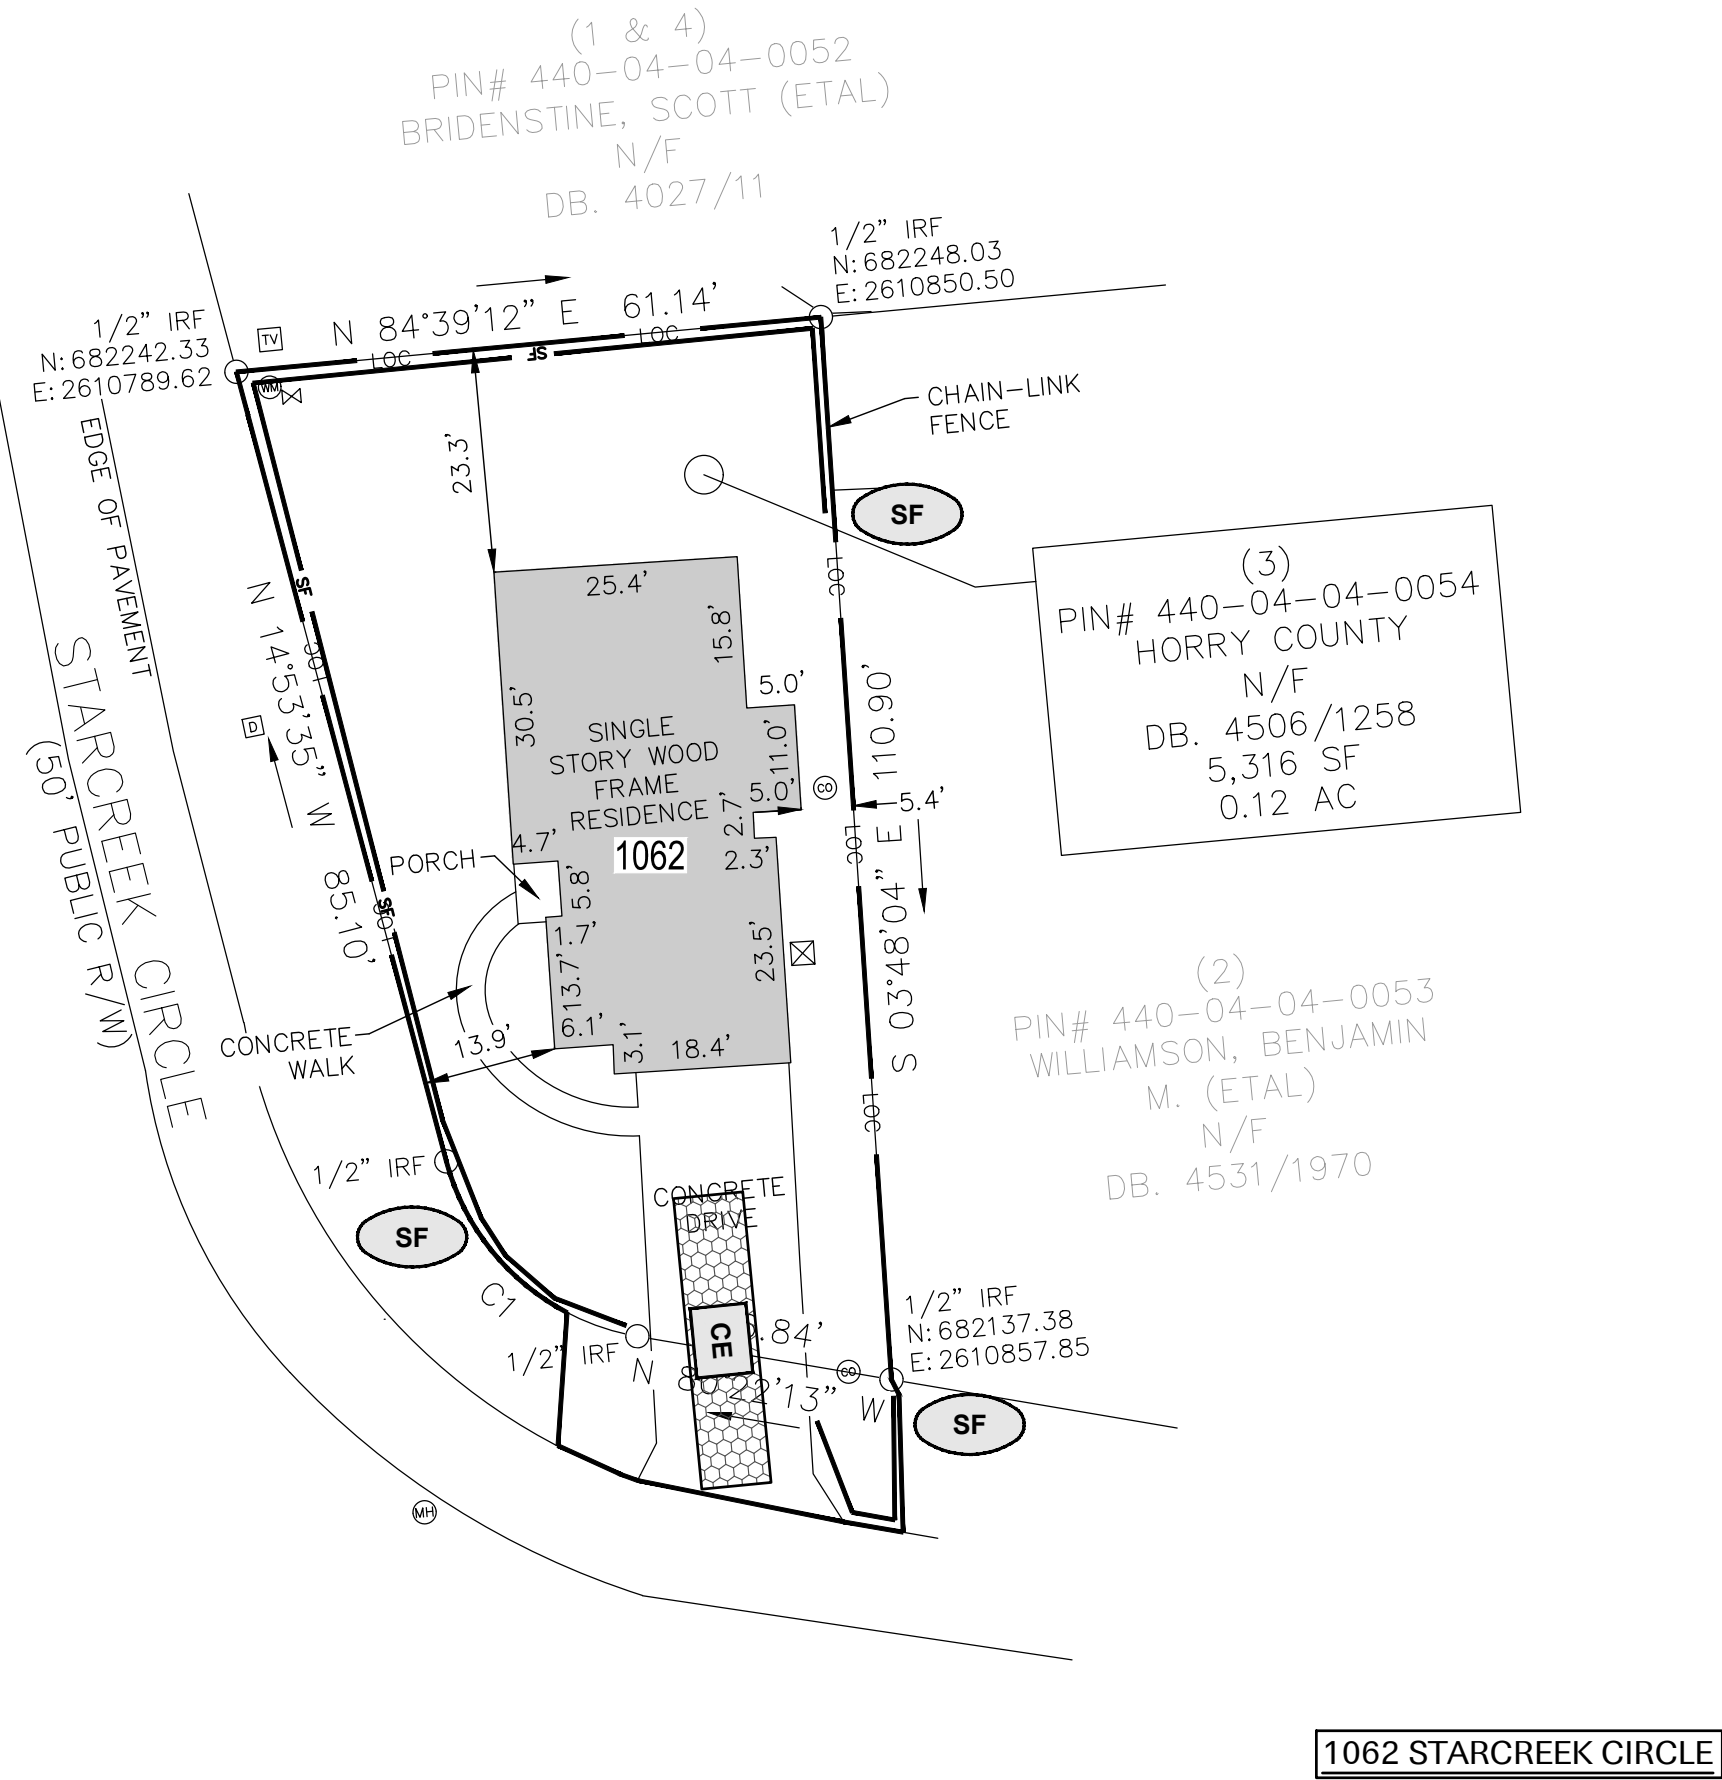 (1 & 4)
PIN# 440-04-04-0052
BRIDENSTINE, SCOTT (ETAL)
N/F
DB. 4027/11
1/2" IRF
N: 682248.03
E: 2610850.50
1/2" IRF
N: 682242.33
E: 2610789.62
TV
WM
N 84°39'12" E 61.14'
LOC
LOC
SF
CHAIN-LINK
FENCE
23.3'
SF
EDGE OF PAVEMENT
STARCREEK CIRCLE
(50' PUBLIC R/W)
N 14°53'35" W 85.10'
SF
LOC
D
SF
LOC
(3)
PIN# 440-04-04-0054
HORRY COUNTY
N/F
DB. 4506/1258
5,316 SF
0.12 AC
LOC
25.4'
15.8'
5.0'
30.5'
11.0'
SINGLE
STORY WOOD
FRAME
RESIDENCE
1062
5.0'
2.7'
2.3'
CO
5.4'
S 03°48'04" E 110.90'
LOC
LOC
4.7'
PORCH
5.8'
1.7'
13.7'
6.1'
3.1'
18.4'
23.5'
13.9'
CONCRETE
WALK
(2)
PIN# 440-04-04-0053
WILLIAMSON, BENJAMIN
M. (ETAL)
N/F
DB. 4531/1970
1/2" IRF
SF
C1
CONCRETE
DRIVE
CE
1/2" IRF
N
.84'
22'13" W
CO
1/2" IRF
N: 682137.38
E: 2610857.85
SF
MH
1062 STARCREEK CIRCLE